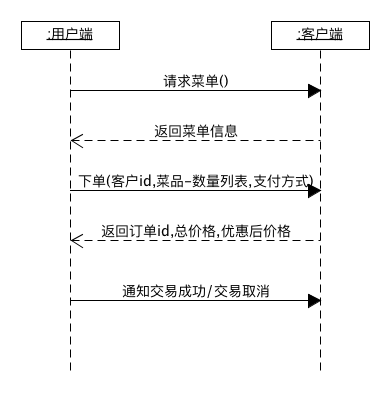 :用户端
:客户端
请求菜单()
返回菜单信息
下单(客户id,菜品-数量列表,支付方式)
返回订单id,总价格,优惠后价格
通知交易成功/交易取消